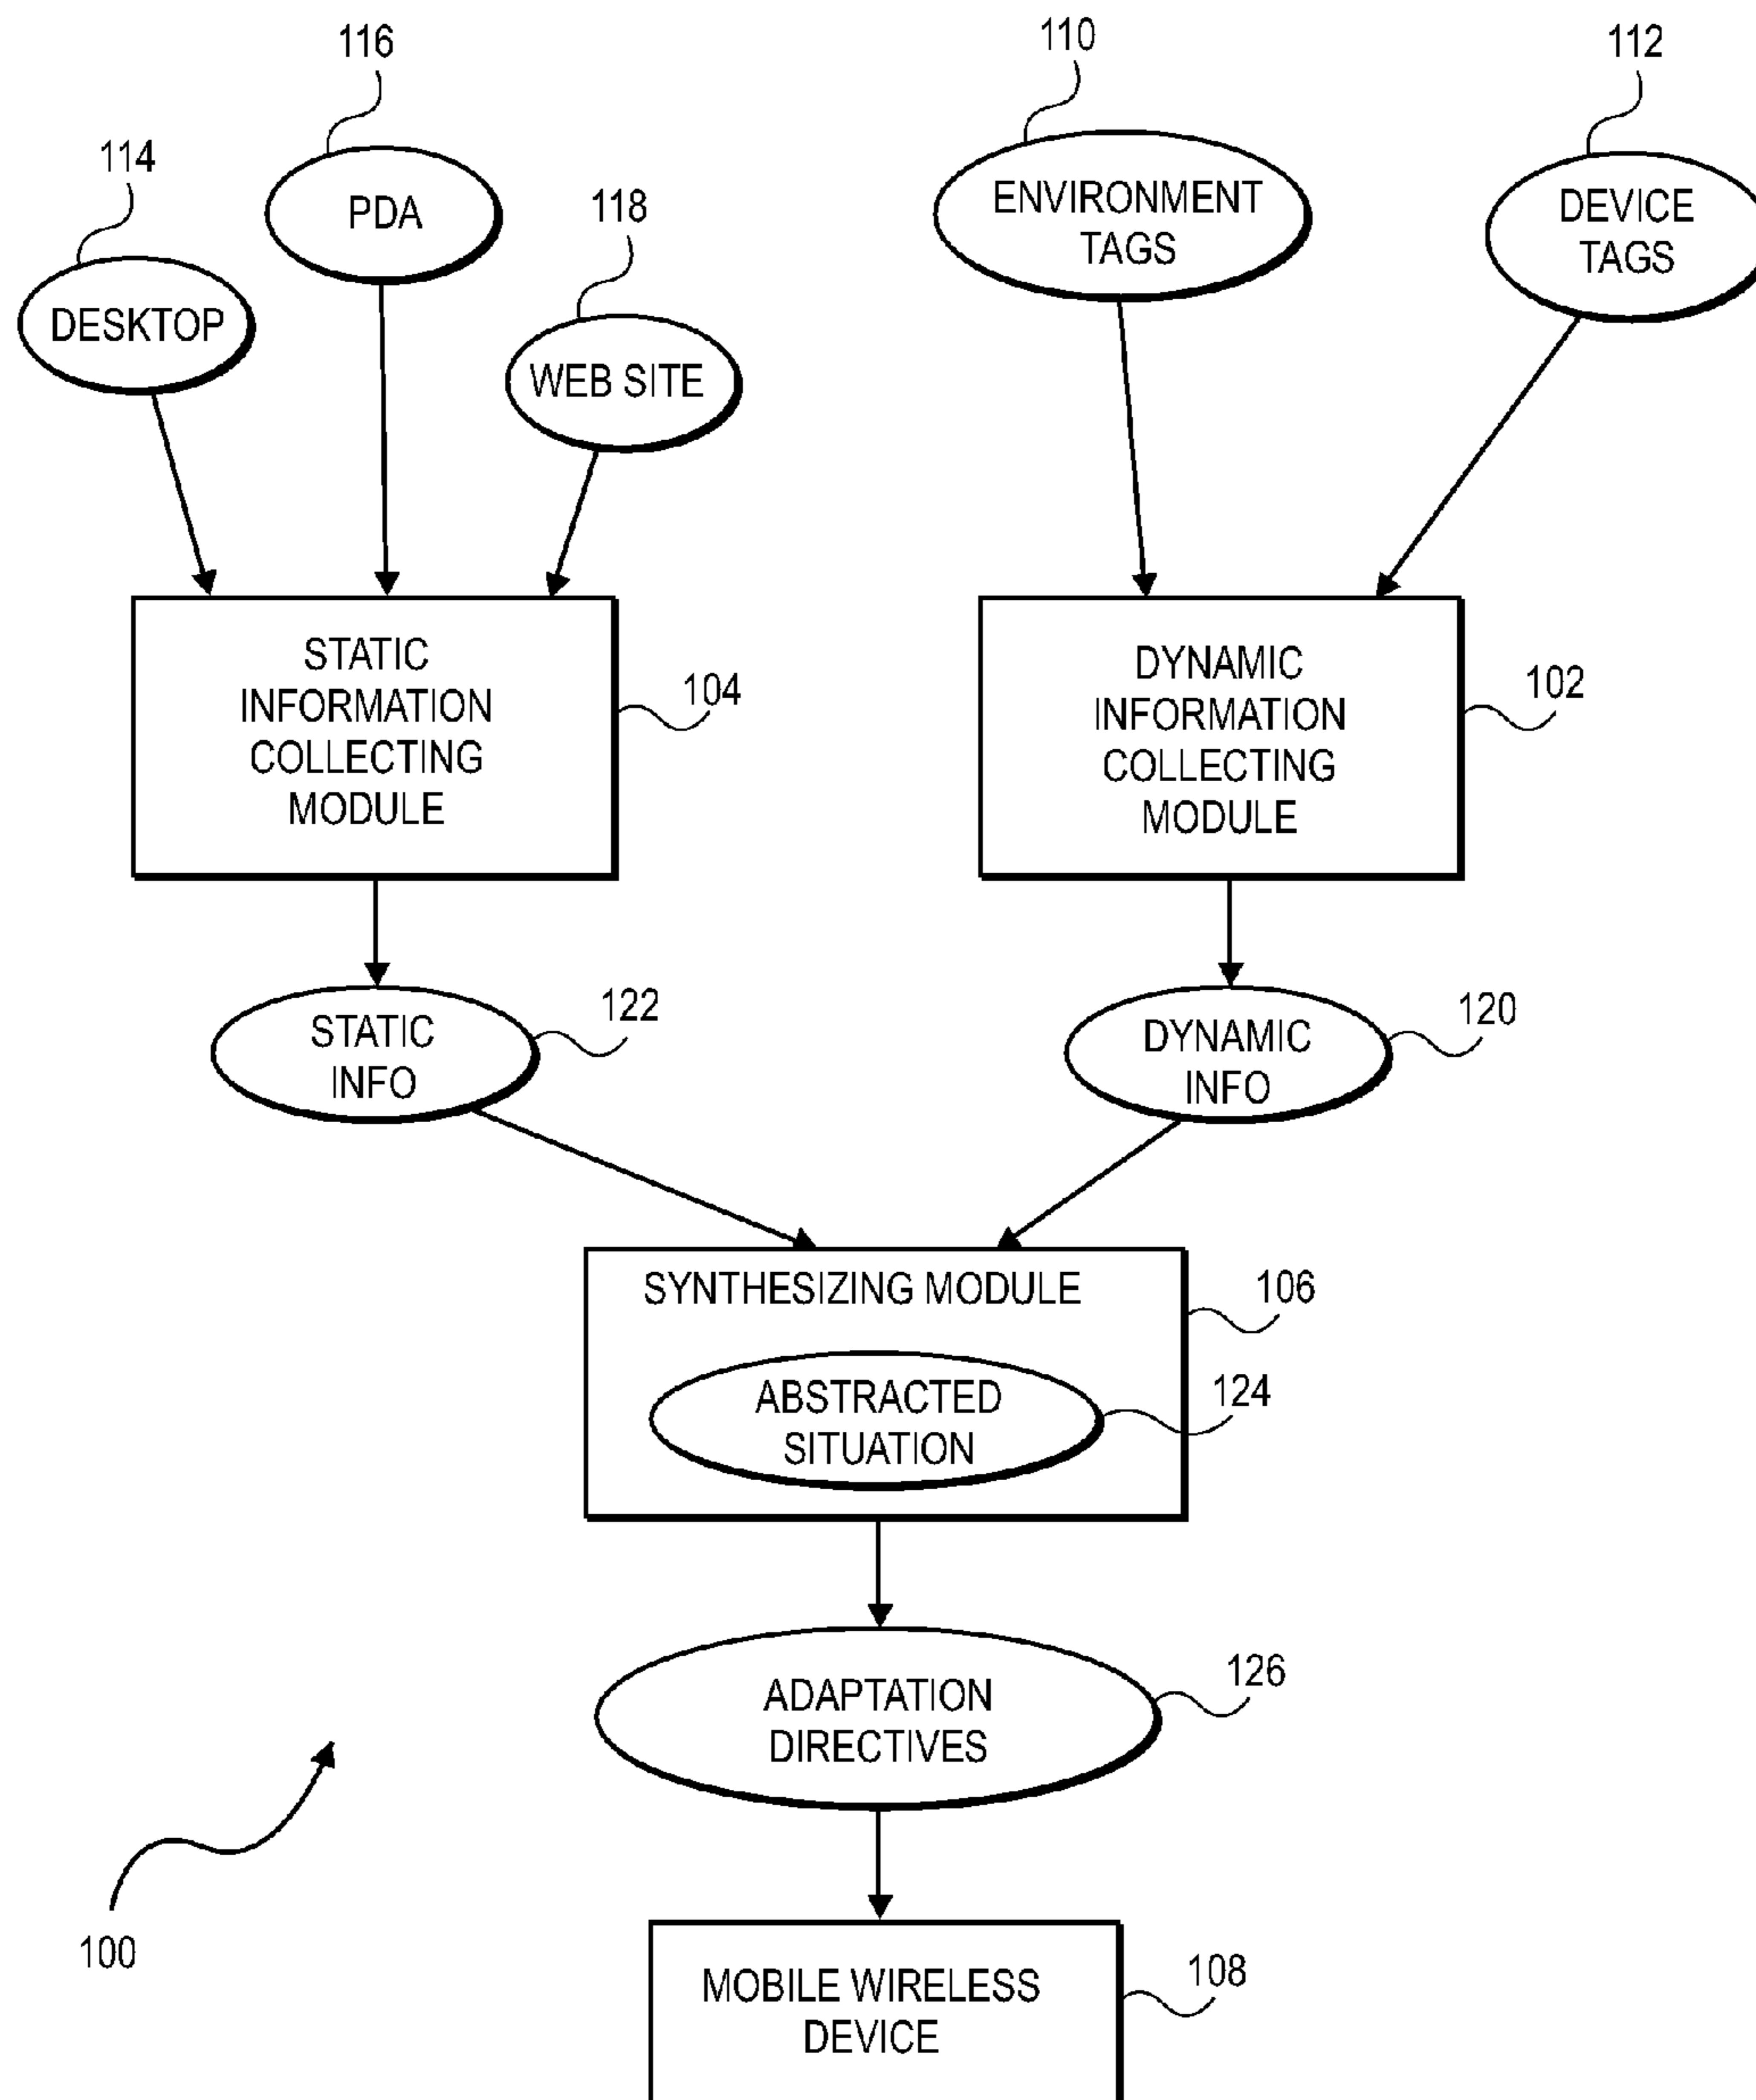 116
110
112
114
PDA
118
ENVIRONMENT
TAGS
DEVICE
TAGS
DESKTOP
WEB SITE
STATIC
INFORMATION
COLLECTING
MODULE
104
DYNAMIC
INFORMATION
COLLECTING
MODULE
102
STATIC
INFO
122
DYNAMIC
INFO
120
SYNTHESIZING MODULE
106
ABSTRACTED
SITUATION
124
ADAPTATION
DIRECTIVES
126
100
MOBILE WIRELESS
DEVICE
108